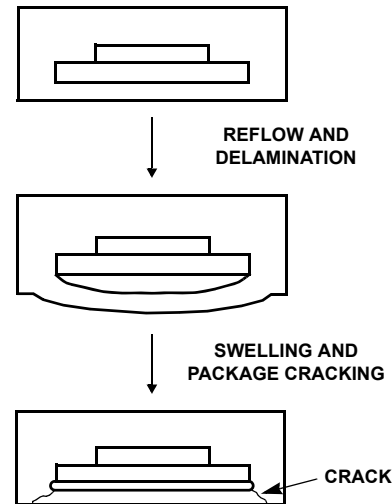 REFLOW AND
DELAMINATION
SWELLING AND
PACKAGE CRACKING
CRACK